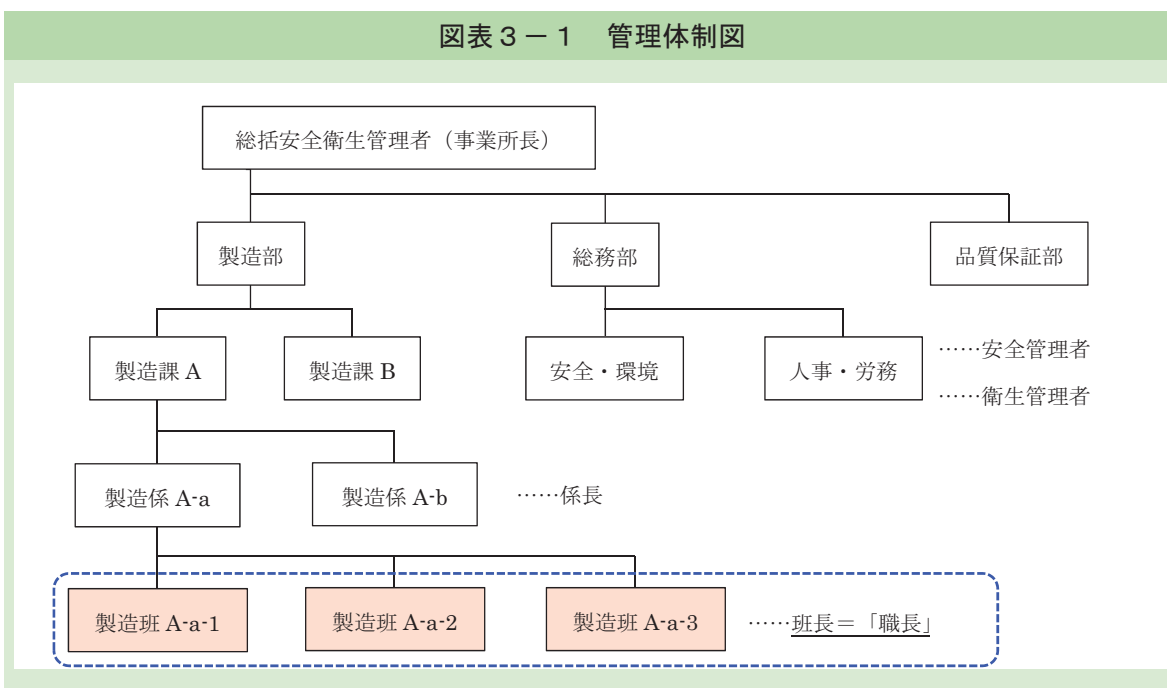 図表3－1　管理体制図
総括安全衛生管理者（事業所長）
製造部
総務部
品質保証部
製造課 A
製造課 B
安全・環境
人事・労務
……安全管理者
……衛生管理者
製造係 A-a
製造係 A-b
……係長
製造班 A-a-1
製造班 A-a-2
製造班 A-a-3
……班長＝「職長」